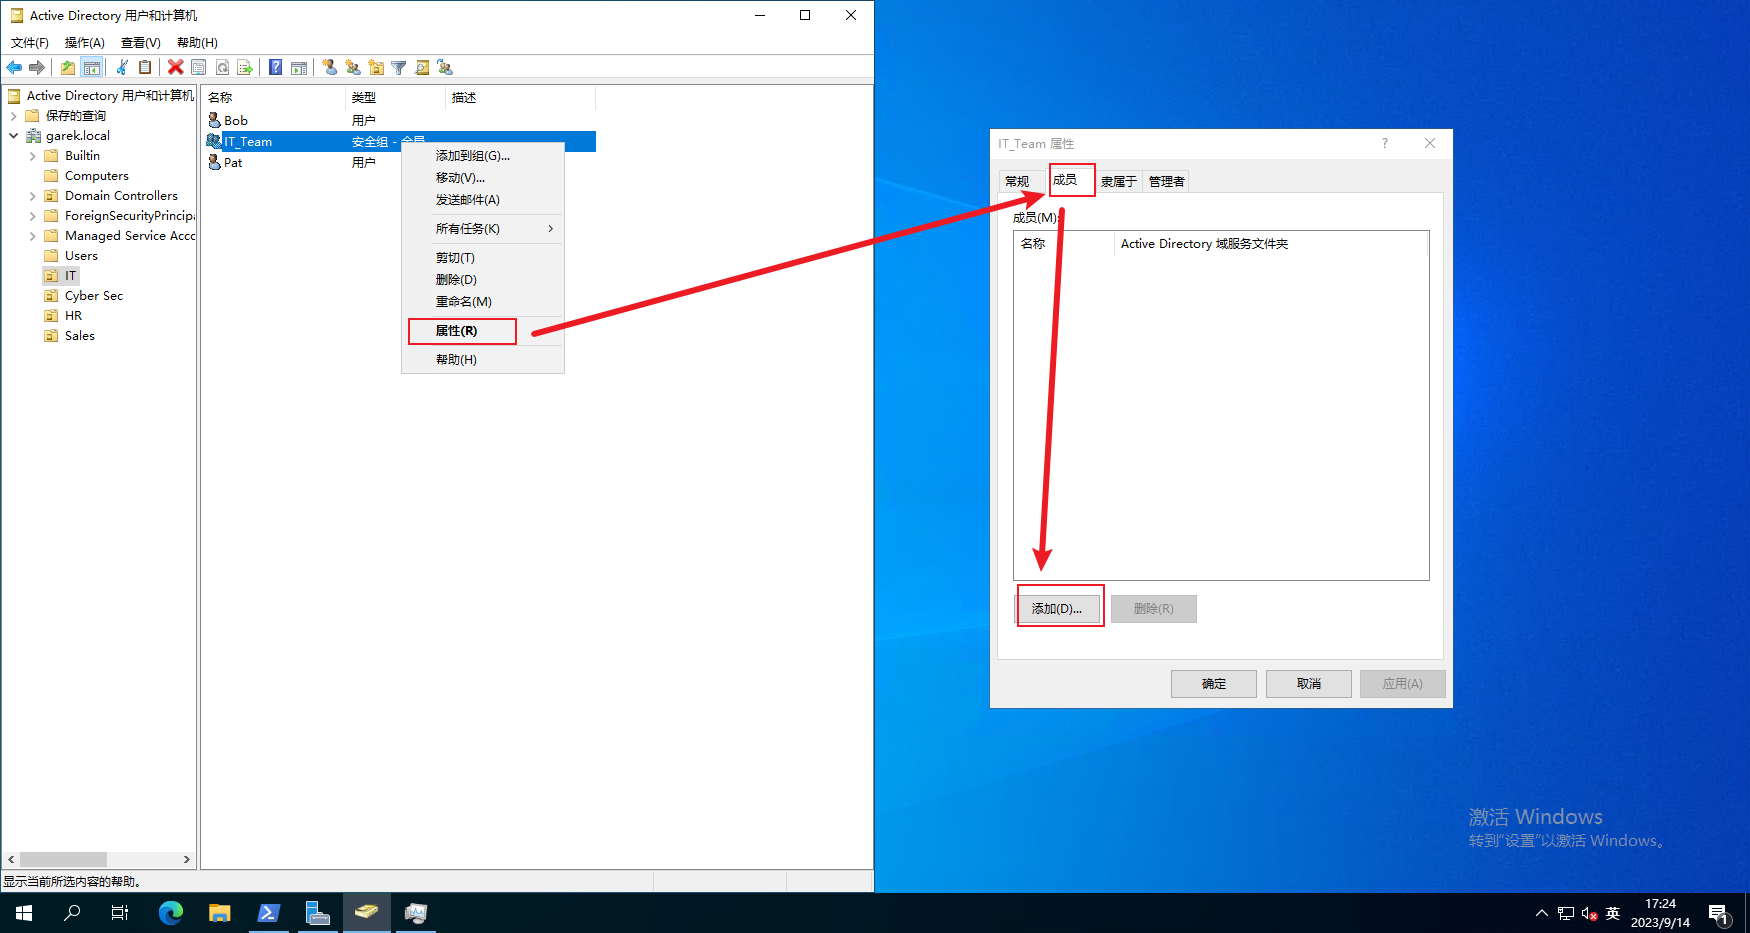 Active Directory 用户和计算机
文件(F) 操作(A) 查看(V) 帮助(H)
Active Directory 用户和计算机
保存的查询
garek.local
Builtin
Computers
Domain Controllers
ForeignSecurityPrincipa
Managed Service Acco
Users
IT
Cyber Sec
HR
Sales
名称 类型 描述
Bob 用户
IT_Team 安全组 - 全局
Pat 用户
添加到组(G)...
移动(V)...
发送邮件(A)
所有任务(K)
剪切(T)
删除(D)
重命名(M)
属性(R)
帮助(H)
显示当前所选内容的帮助。
IT_Team 属性
常规 成员 隶属于 管理者
成员(M):
名称 Active Directory 域服务文件夹
添加(D)... 删除(R)
确定 取消 应用(A)
激活 Windows
转到"设置"以激活 Windows。
英
17:24
2023/9/14
1